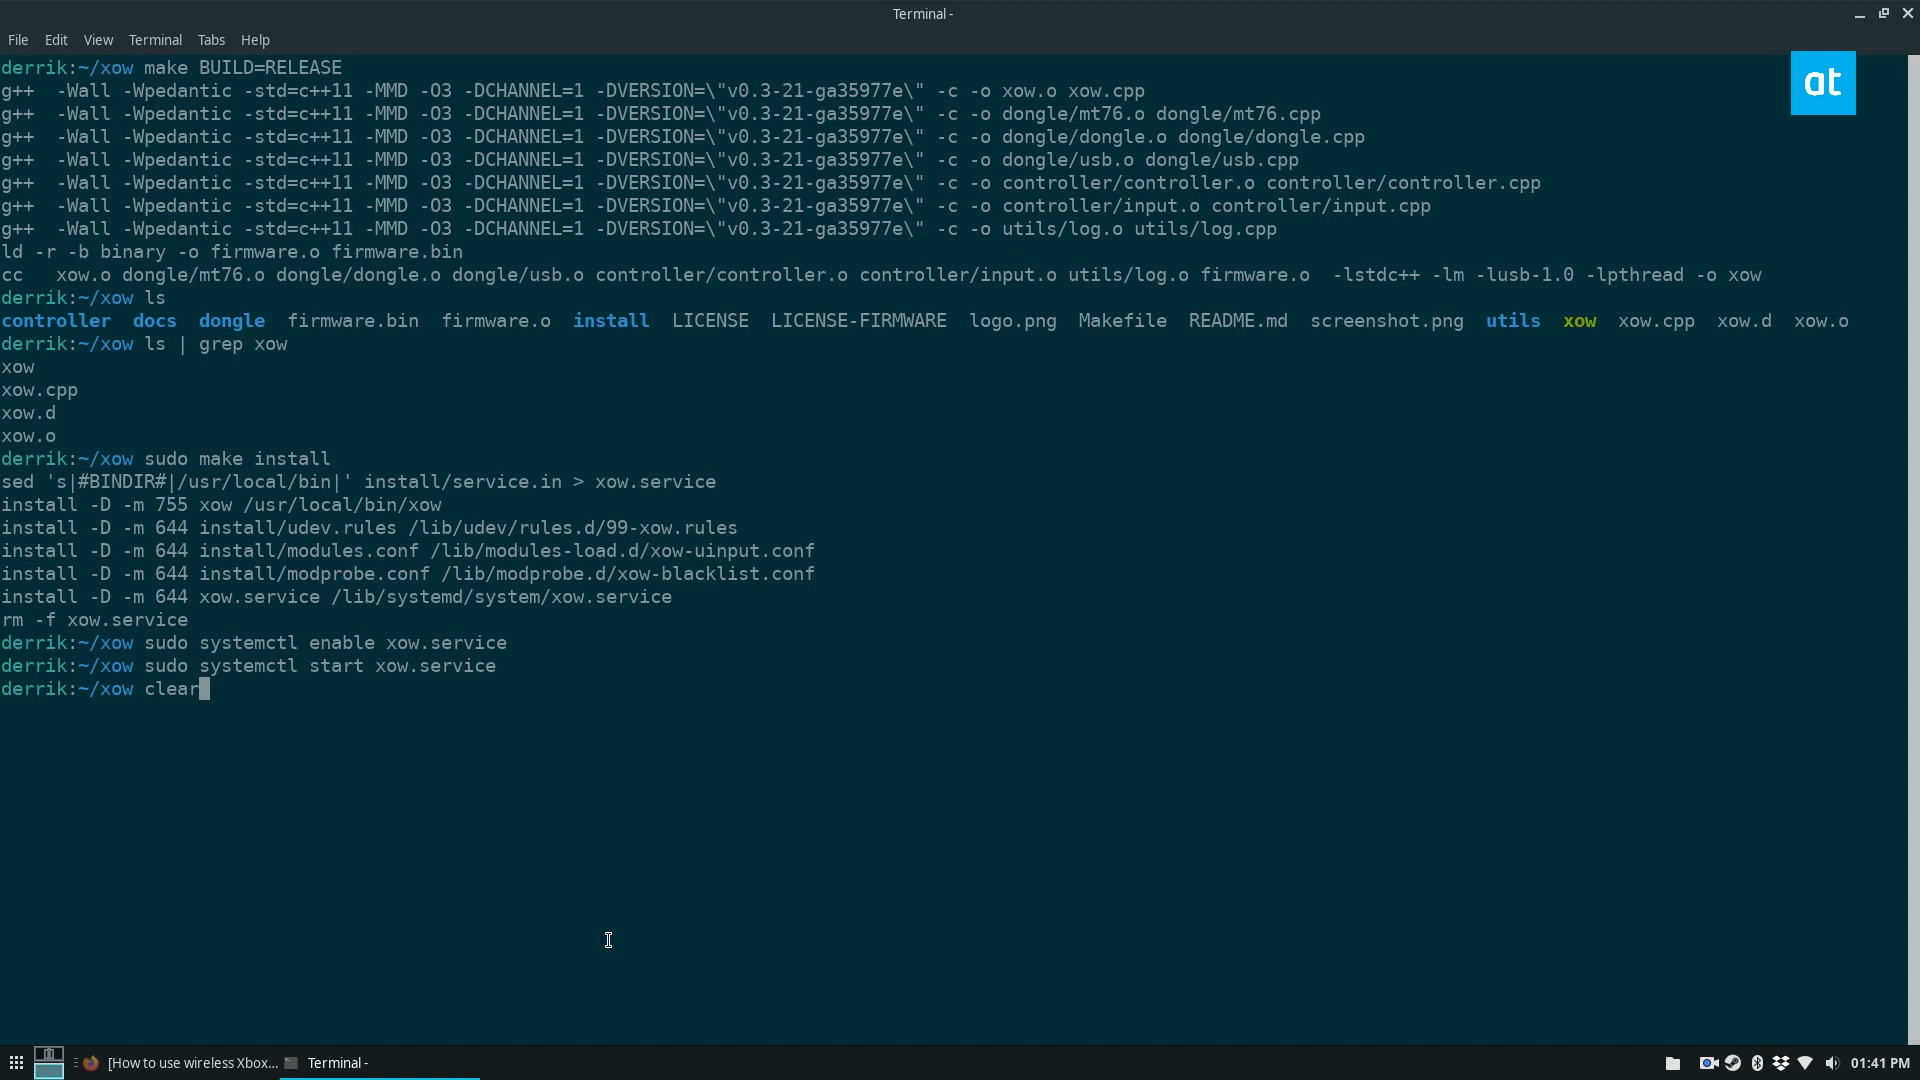 Terminal -
File Edit View Terminal Tabs Help
at
derrik:~/xow make BUILD=RELEASE
g++  -Wall -Wpedantic -std=c++11 -MMD -O3 -DCHANNEL=1 -DVERSION=\"v0.3-21-ga35977e\" -c -o xow.o xow.cpp
g++  -Wall -Wpedantic -std=c++11 -MMD -O3 -DCHANNEL=1 -DVERSION=\"v0.3-21-ga35977e\" -c -o dongle/mt76.o dongle/mt76.cpp
g++  -Wall -Wpedantic -std=c++11 -MMD -O3 -DCHANNEL=1 -DVERSION=\"v0.3-21-ga35977e\" -c -o dongle/dongle.o dongle/dongle.cpp
g++  -Wall -Wpedantic -std=c++11 -MMD -O3 -DCHANNEL=1 -DVERSION=\"v0.3-21-ga35977e\" -c -o dongle/usb.o dongle/usb.cpp
g++  -Wall -Wpedantic -std=c++11 -MMD -O3 -DCHANNEL=1 -DVERSION=\"v0.3-21-ga35977e\" -c -o controller/controller.o controller/controller.cpp
g++  -Wall -Wpedantic -std=c++11 -MMD -O3 -DCHANNEL=1 -DVERSION=\"v0.3-21-ga35977e\" -c -o controller/input.o controller/input.cpp
g++  -Wall -Wpedantic -std=c++11 -MMD -O3 -DCHANNEL=1 -DVERSION=\"v0.3-21-ga35977e\" -c -o utils/log.o utils/log.cpp
ld -r -b binary -o firmware.o firmware.bin
cc   xow.o dongle/mt76.o dongle/dongle.o dongle/usb.o controller/controller.o controller/input.o utils/log.o firmware.o  -lstdc++ -lm -lusb-1.0 -lpthread -o xow
derrik:~/xow ls
controller  docs  dongle  firmware.bin  firmware.o  install  LICENSE  LICENSE-FIRMWARE  logo.png  Makefile  README.md  screenshot.png  utils  xow  xow.cpp  xow.d  xow.o
derrik:~/xow ls | grep xow
xow
xow.cpp
xow.d
xow.o
derrik:~/xow sudo make install
sed 's|#BINDIR#|/usr/local/bin|' install/service.in > xow.service
install -D -m 755 xow /usr/local/bin/xow
install -D -m 644 install/udev.rules /lib/udev/rules.d/99-xow.rules
install -D -m 644 install/modules.conf /lib/modules-load.d/xow-uinput.conf
install -D -m 644 install/modprobe.conf /lib/modprobe.d/xow-blacklist.conf
install -D -m 644 xow.service /lib/systemd/system/xow.service
rm -f xow.service
derrik:~/xow sudo systemctl enable xow.service
derrik:~/xow sudo systemctl start xow.service
derrik:~/xow clear
[How to use wireless Xbox... Terminal - 01:41 PM